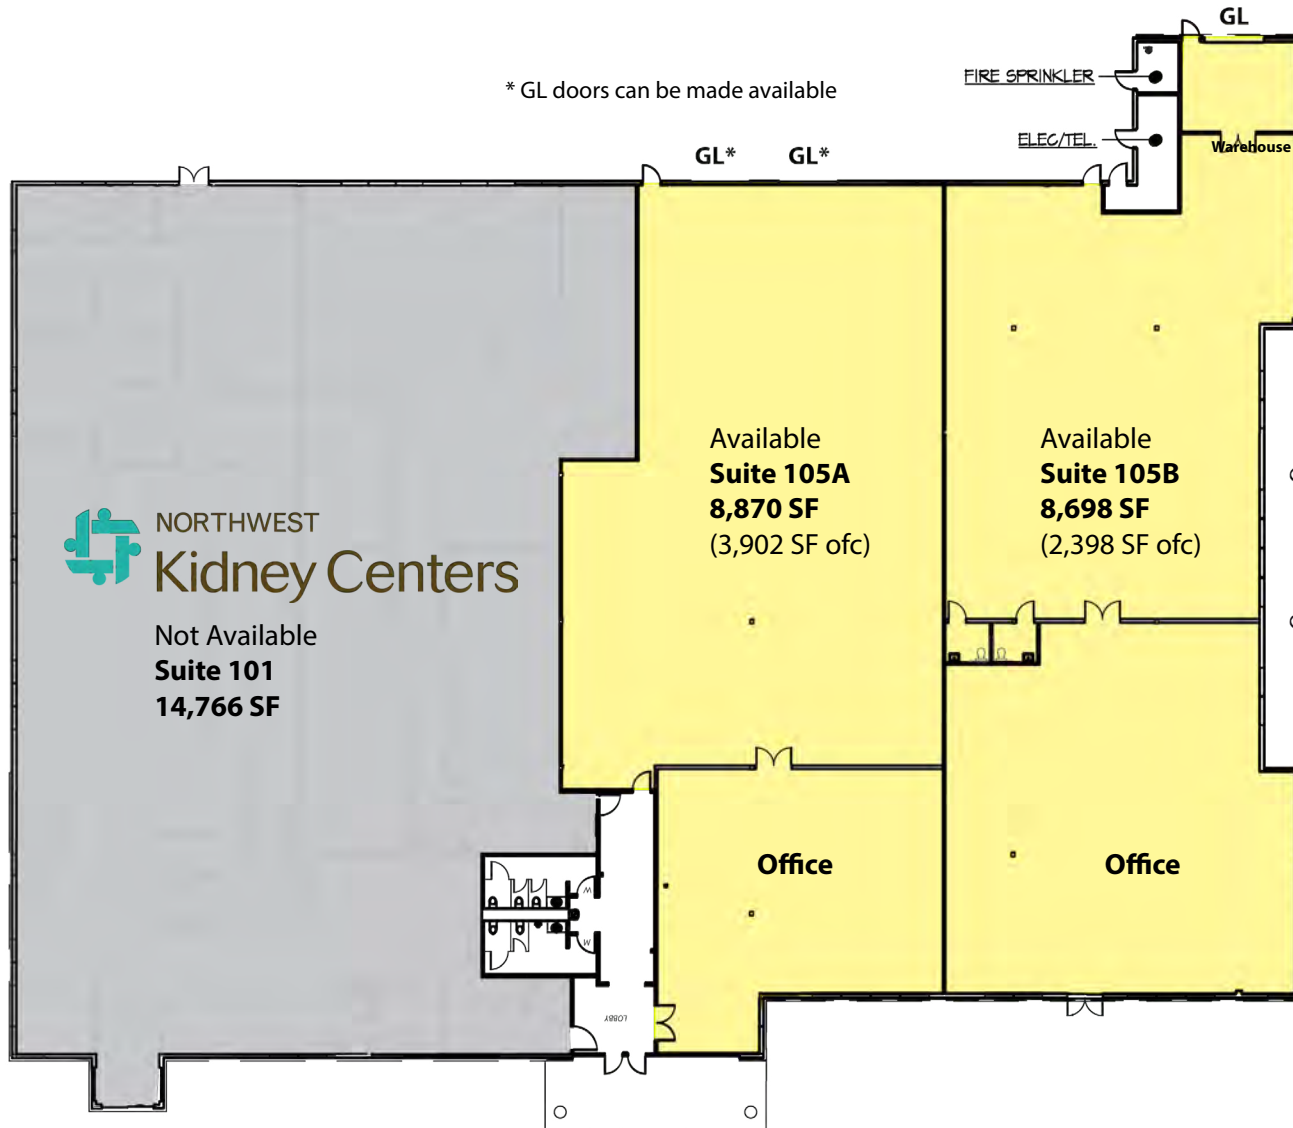 GL
FIRE SPRINKLER
* GL doors can be made available
ELEC/TEL.
Warehouse
GL*
GL*
Available
Suite 105A
8,870 SF
(3,902 SF ofc)
Available
Suite 105B
8,698 SF
(2,398 SF ofc)
NORTHWEST
Kidney Centers
Not Available
Suite 101
14,766 SF
Office
Office
W
M
LOBBY